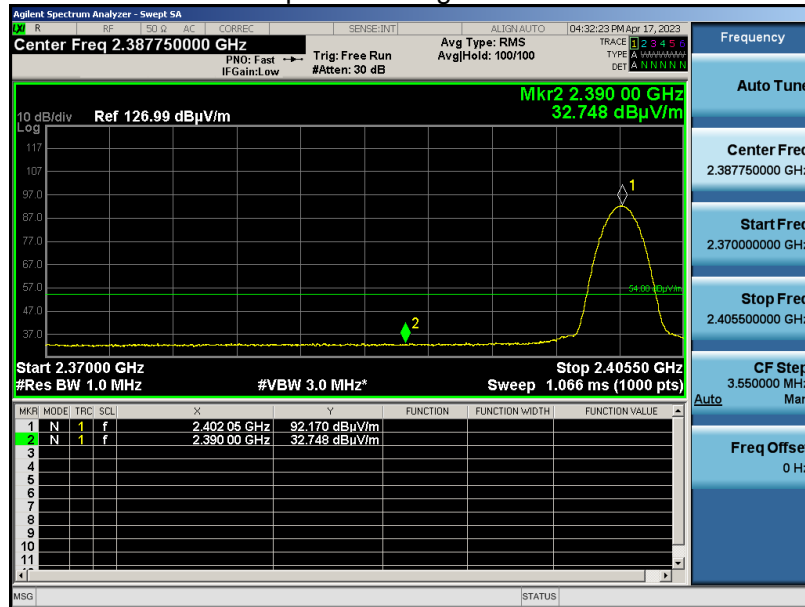 Agilent Spectrum Analyzer - Swept SA
LXI R RF 50 Ω AC CORREC SENSE:INT ALIGN AUTO 04:32:23 PM Apr 17, 2023
Center Freq 2.387750000 GHz
PNO: Fast
IFGain:Low
Trig: Free Run
#Atten: 30 dB
Avg Type: RMS
Avg|Hold: 100/100
TRACE 1 2 3 4 5 6
TYPE A WWWWW
DET A N N N N N
Mkr2 2.390 00 GHz
32.748 dBµV/m
10 dB/div Ref 126.99 dBµV/m
Log
117
107
97.0
87.0
77.0
67.0
57.0
47.0
37.0
1
2
54.00 dBµV/m
Start 2.37000 GHz Stop 2.40550 GHz
#Res BW 1.0 MHz #VBW 3.0 MHz* Sweep 1.066 ms (1000 pts)
MKR MODE TRC SCL X Y FUNCTION FUNCTION WIDTH FUNCTION VALUE
1 N 1 f 2.402 05 GHz 92.170 dBµV/m
2 N 1 f 2.390 00 GHz 32.748 dBµV/m
3
4
5
6
7
8
9
10
11
MSG STATUS
Frequency
Auto Tune
Center Freq
2.387750000 GHz
Start Freq
2.370000000 GHz
Stop Freq
2.405500000 GHz
CF Step
3.550000 MHz
Auto Man
Freq Offset
0 Hz